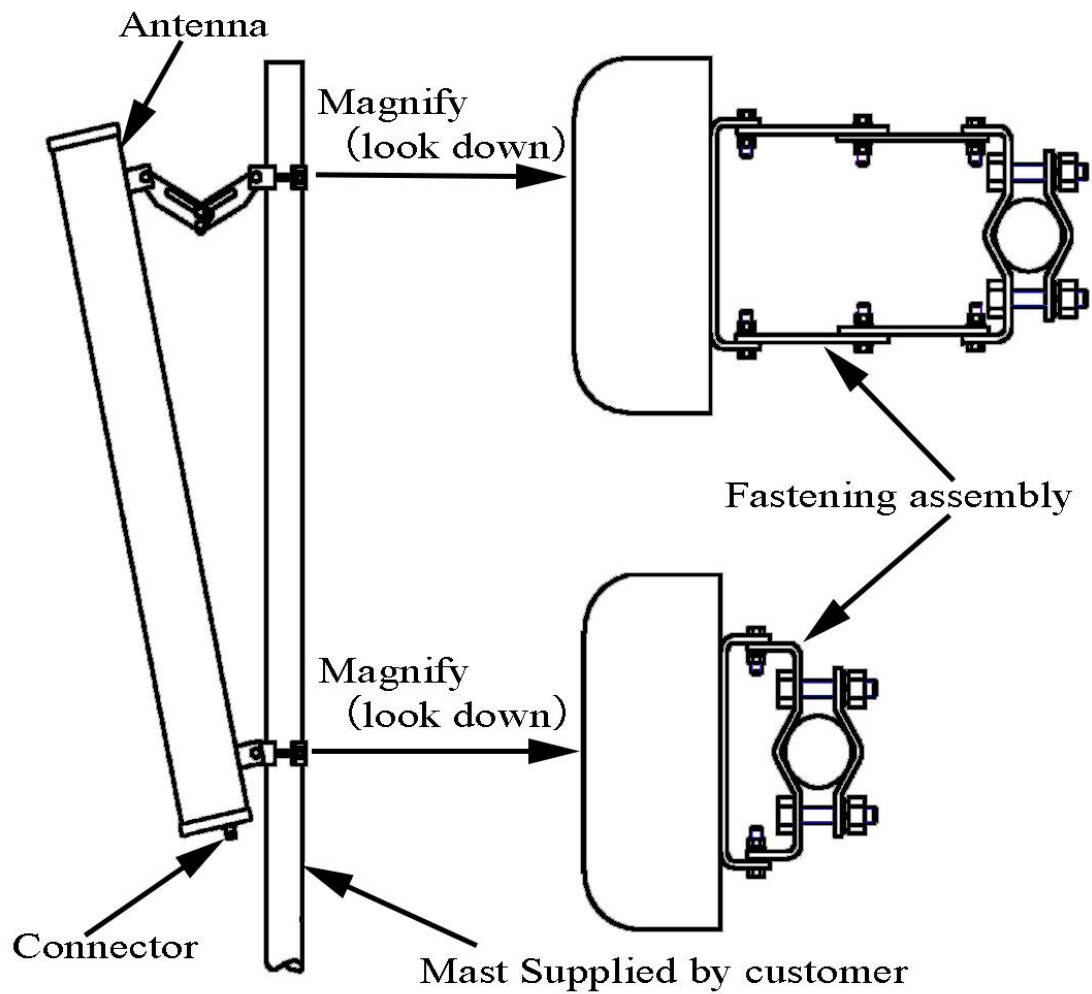 Antenna
Magnify
(look down)
Fastening assembly
Magnify
(look down)
Connector
Mast Supplied by customer